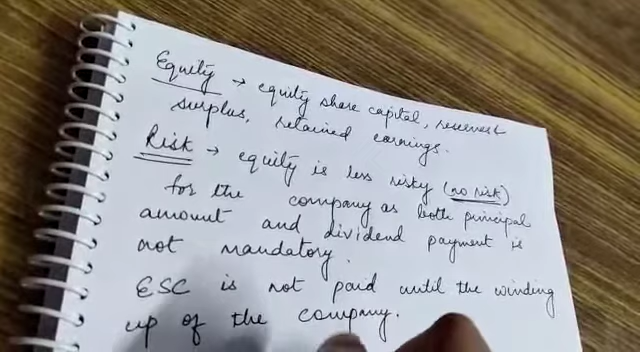 Equity → equity share capital, reserves &
surplus, retained earnings.
Risk → equity is less risky (no risk)
for the company as both principal
amount and dividend payment is
not mandatory.
ESC is not paid until the winding
up of the company.